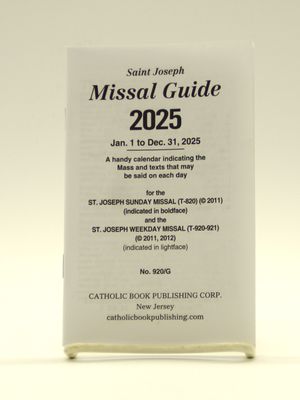 Saint Joseph
Missal Guide
2025
Jan. 1 to Dec. 31, 2025
A handy calendar indicating the
Mass and texts that may
be said on each day
for the
ST. JOSEPH SUNDAY MISSAL (T-820) (© 2011)
(indicated in boldface)
and the
ST. JOSEPH WEEKDAY MISSAL (T-920-921)
(© 2011, 2012)
(indicated in lightface)
No. 920/G
CATHOLIC BOOK PUBLISHING CORP.
New Jersey
catholicbookpublishing.com